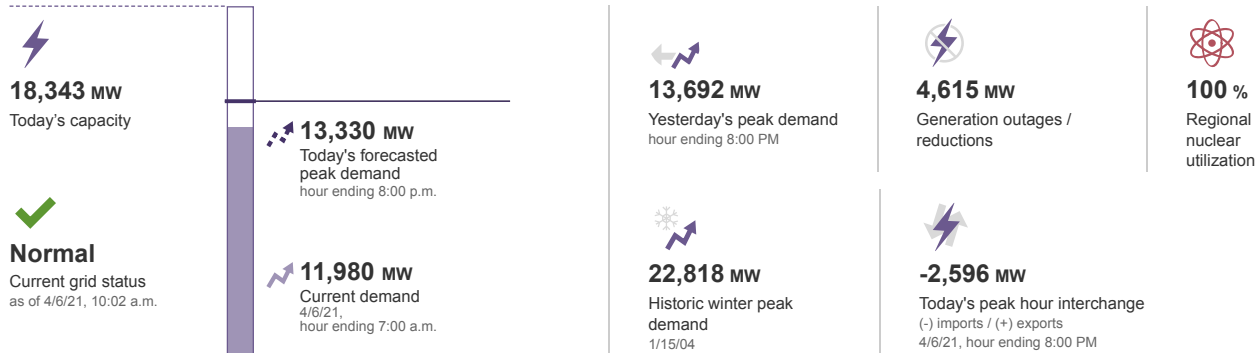 18,343 MW
Today's capacity
Normal
Current grid status
as of 4/6/21, 10:02 a.m.
13,330 MW
Today's forecasted
peak demand
hour ending 8:00 p.m.
11,980 MW
Current demand
4/6/21,
hour ending 7:00 a.m.
13,692 MW
Yesterday's peak demand
hour ending 8:00 PM
4,615 MW
Generation outages /
reductions
100 %
Regional
nuclear
utilization
22,818 MW
Historic winter peak
demand
1/15/04
-2,596 MW
Today's peak hour interchange
(-) imports / (+) exports
4/6/21, hour ending 8:00 PM